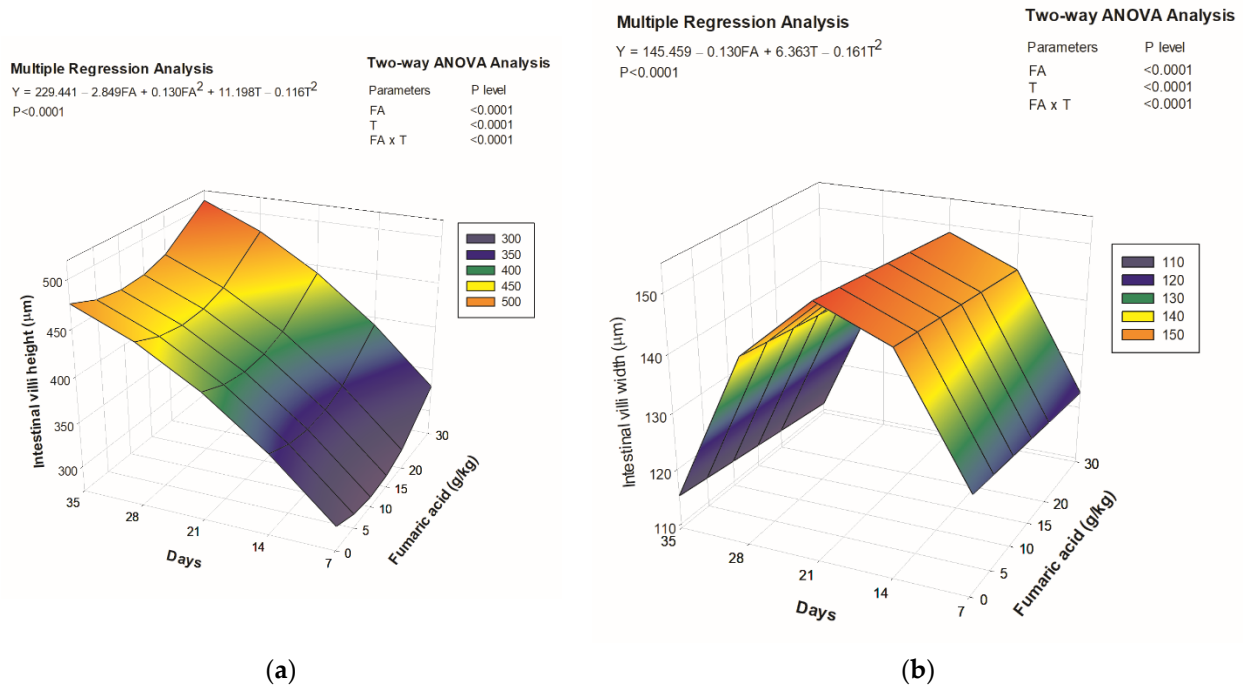 Multiple Regression Analysis
Y = 229.441 – 2.849FA + 0.130FA² + 11.198T – 0.116T²
P<0.0001
Two-way ANOVA Analysis
Parameters P level
FA <0.0001
T <0.0001
FA x T <0.0001
300
350
400
450
500
Intestinal villi height (µm)
500
450
400
350
300
35
28
21
14
7
Days
0
5
10
15
20
30
Fumaric acid (g/kg)
(a)
Multiple Regression Analysis
Y = 145.459 – 0.130FA + 6.363T – 0.161T²
P<0.0001
Two-way ANOVA Analysis
Parameters P level
FA <0.0001
T <0.0001
FA x T <0.0001
110
120
130
140
150
Intestinal villi width (µm)
150
140
130
120
110
35
28
21
14
7
Days
0
5
10
15
20
30
Fumaric acid (g/kg)
(b)